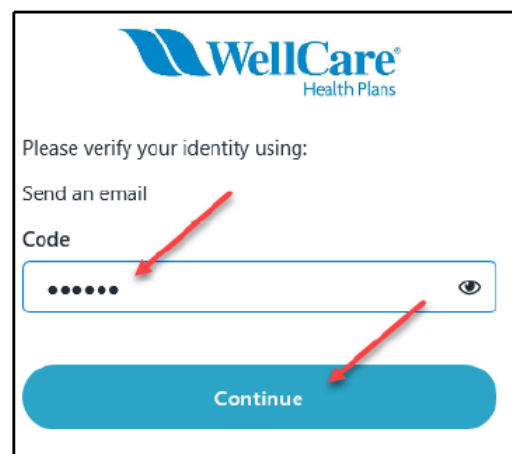 WellCare®
Health Plans
Please verify your identity using:
Send an email
Code
••••••
Continue